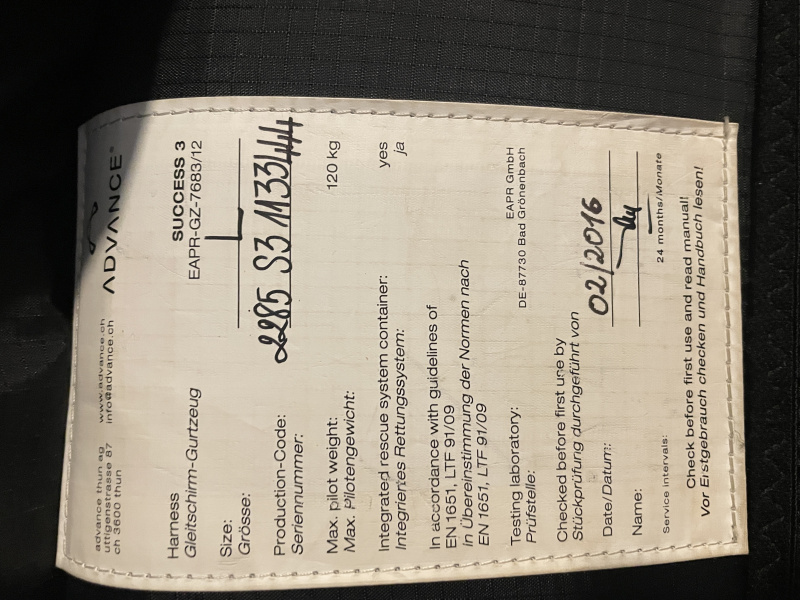 advance thun ag
uttigenstrasse 87 www.advance.ch
ch 3600 thun info@advance.ch
ADVANCE®
Harness SUCCESS 3
Gleitschirm-Gurtzeug EAPR-GZ-7683/12
Size: L
Grösse:
Production-Code: 2285 S3 1133444
Seriennummer:
Max. pilot weight: 120 kg
Max. Pilotengewicht:
Integrated rescue system container: yes
Integriertes Rettungssystem: ja
In accordance with guidelines of
EN 1651, LTF 91/09
In Übereinstimmung der Normen nach
EN 1651, LTF 91/09
Testing laboratory: EAPR GmbH
Prüfstelle: DE-87730 Bad Grönenbach
Checked before first use by
Stückprüfung durchgeführt von
Date/Datum: 02/2016
Name:
Service intervals: 24 months/Monate
Check before first use and read manual!
Vor Erstgebrauch checken und Handbuch lesen!